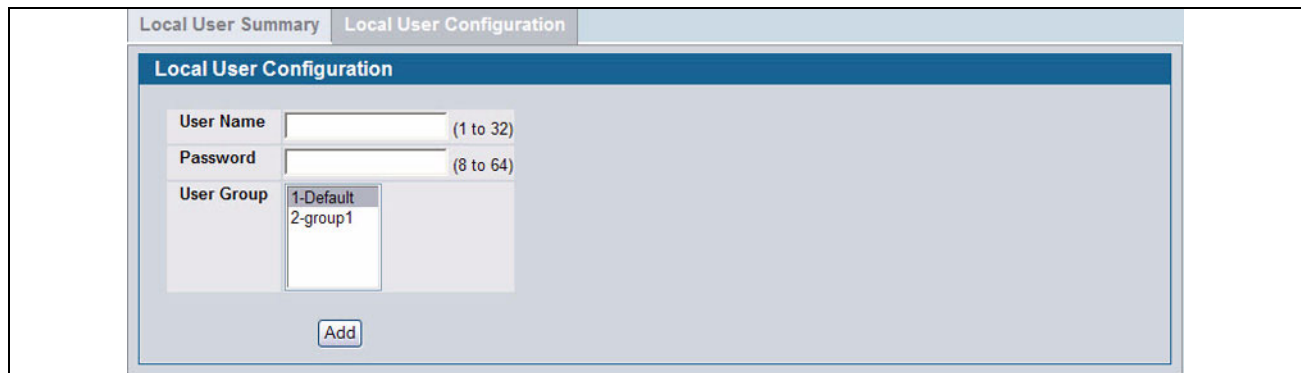 Local User Summary Local User Configuration
Local User Configuration
User Name (1 to 32)
Password (8 to 64)
User Group 1-Default
2-group1
Add